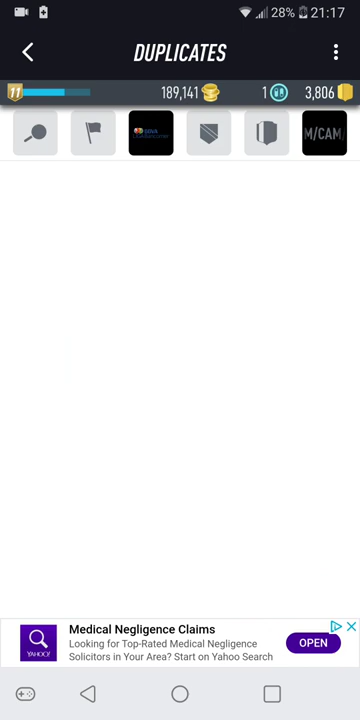 28% 21:17
DUPLICATES
11 189,141 1 3,806
BBVA M/CAM
Medical Negligence Claims
Looking for Top-Rated Medical Negligence
Solicitors in Your Area? Start on Yahoo Search
OPEN
YAHOO!